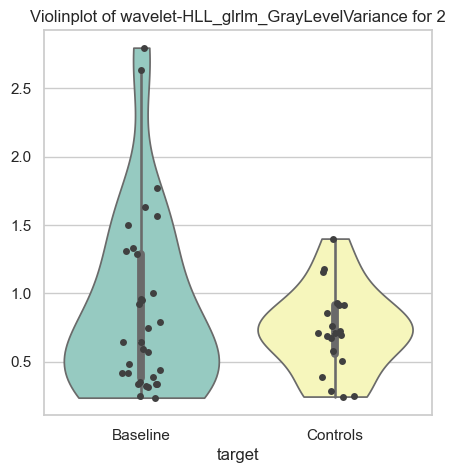 Violinplot of wavelet-HLL_glrlm_GrayLevelVariance for 2
2.5
2.0
1.5
1.0
0.5
Baseline
Controls
target